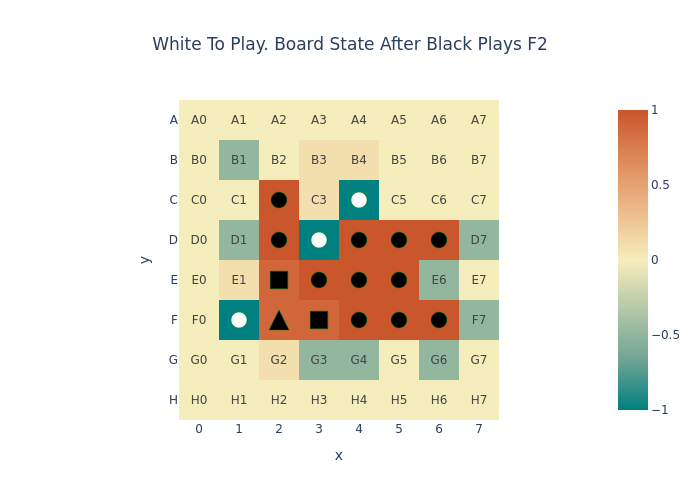 White To Play. Board State After Black Plays F2
A A0 A1 A2 A3 A4 A5 A6 A7
B B0 B1 B2 B3 B4 B5 B6 B7
C C0 C1 C3 C5 C6 C7
D D0 D1 D7
E E0 E1 E6 E7
F F0 F7
G G0 G1 G2 G3 G4 G5 G6 G7
H H0 H1 H2 H3 H4 H5 H6 H7
0 1 2 3 4 5 6 7
x
y
1
0.5
0
−0.5
−1